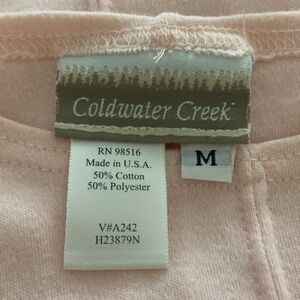 Coldwater Creek
RN 98516
Made in U.S.A.
50% Cotton
50% Polyester
V#A242
H23879N
M